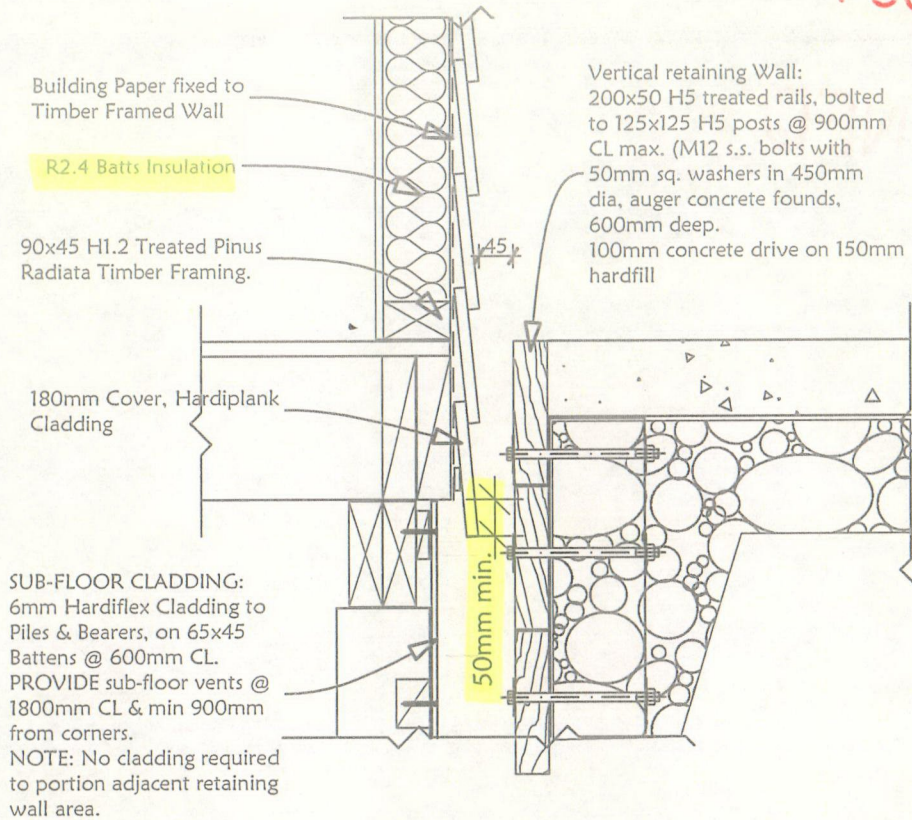 Building Paper fixed to
Timber Framed Wall
R2.4 Batts Insulation
90x45 H1.2 Treated Pinus
Radiata Timber Framing.
180mm Cover, Hardiplank
Cladding
SUB-FLOOR CLADDING:
6mm Hardiflex Cladding to
Piles & Bearers, on 65x45
Battens @ 600mm CL.
PROVIDE sub-floor vents @
1800mm CL & min 900mm
from corners.
NOTE: No cladding required
to portion adjacent retaining
wall area.
45
50mm min.
Vertical retaining Wall:
200x50 H5 treated rails, bolted
to 125x125 H5 posts @ 900mm
CL max. (M12 s.s. bolts with
50mm sq. washers in 450mm
dia, auger concrete founds,
600mm deep.
100mm concrete drive on 150mm
hardfill